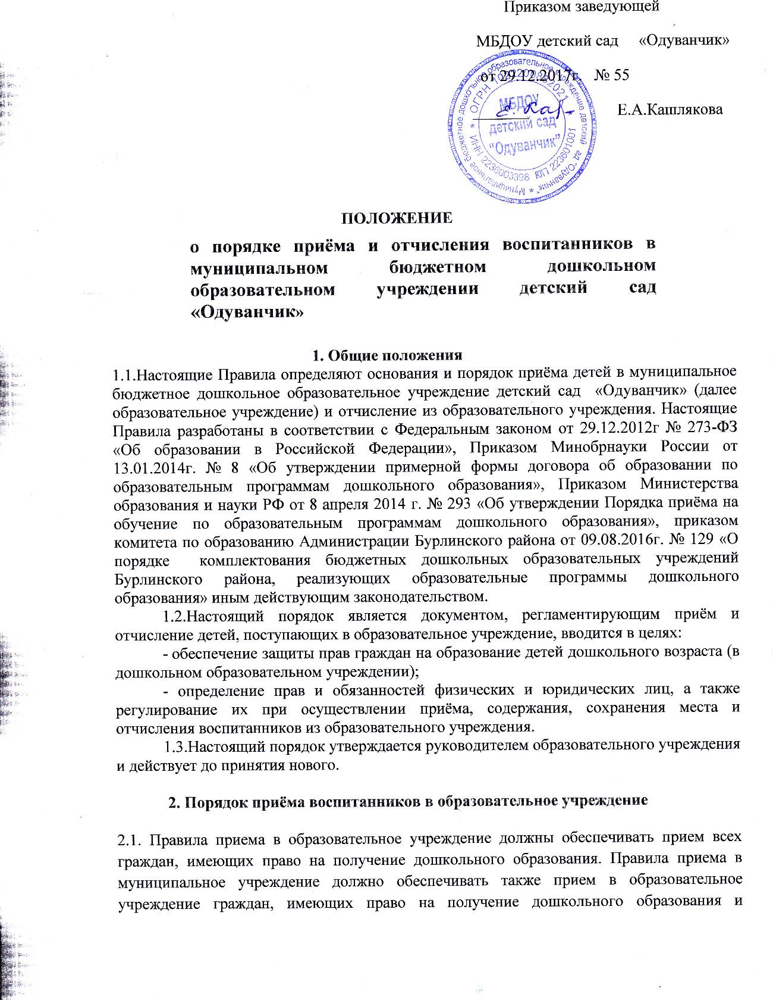 Приказом заведующей
МБДОУ детский сад «Одуванчик»
от 29.12.2017г. № 55
Е.А.Кашлякова
МБДОУ
детский сад
"Одуванчик"
ОГРН 1022200882021
ИНН 2236003398 КПП 223601001
ПОЛОЖЕНИЕ
о порядке приёма и отчисления воспитанников в
муниципальном бюджетном дошкольном
образовательном учреждении детский сад
«Одуванчик»
1. Общие положения
1.1.Настоящие Правила определяют основания и порядок приёма детей в муниципальное
бюджетное дошкольное образовательное учреждение детский сад «Одуванчик» (далее
образовательное учреждение) и отчисление из образовательного учреждения. Настоящие
Правила разработаны в соответствии с Федеральным законом от 29.12.2012г № 273-ФЗ
«Об образовании в Российской Федерации», Приказом Минобрнауки России от
13.01.2014г. № 8 «Об утверждении примерной формы договора об образовании по
образовательным программам дошкольного образования», Приказом Министерства
образования и науки РФ от 8 апреля 2014 г. № 293 «Об утверждении Порядка приёма на
обучение по образовательным программам дошкольного образования», приказом
комитета по образованию Администрации Бурлинского района от 09.08.2016г. № 129 «О
порядке комплектования бюджетных дошкольных образовательных учреждений
Бурлинского района, реализующих образовательные программы дошкольного
образования» иным действующим законодательством.
1.2.Настоящий порядок является документом, регламентирующим приём и
отчисление детей, поступающих в образовательное учреждение, вводится в целях:
- обеспечение защиты прав граждан на образование детей дошкольного возраста (в
дошкольном образовательном учреждении);
- определение прав и обязанностей физических и юридических лиц, а также
регулирование их при осуществлении приёма, содержания, сохранения места и
отчисления воспитанников из образовательного учреждения.
1.3.Настоящий порядок утверждается руководителем образовательного учреждения
и действует до принятия нового.
2. Порядок приёма воспитанников в образовательное учреждение
2.1. Правила приема в образовательное учреждение должны обеспечивать прием всех
граждан, имеющих право на получение дошкольного образования. Правила приема в
муниципальное учреждение должно обеспечивать также прием в образовательное
учреждение граждан, имеющих право на получение дошкольного образования и